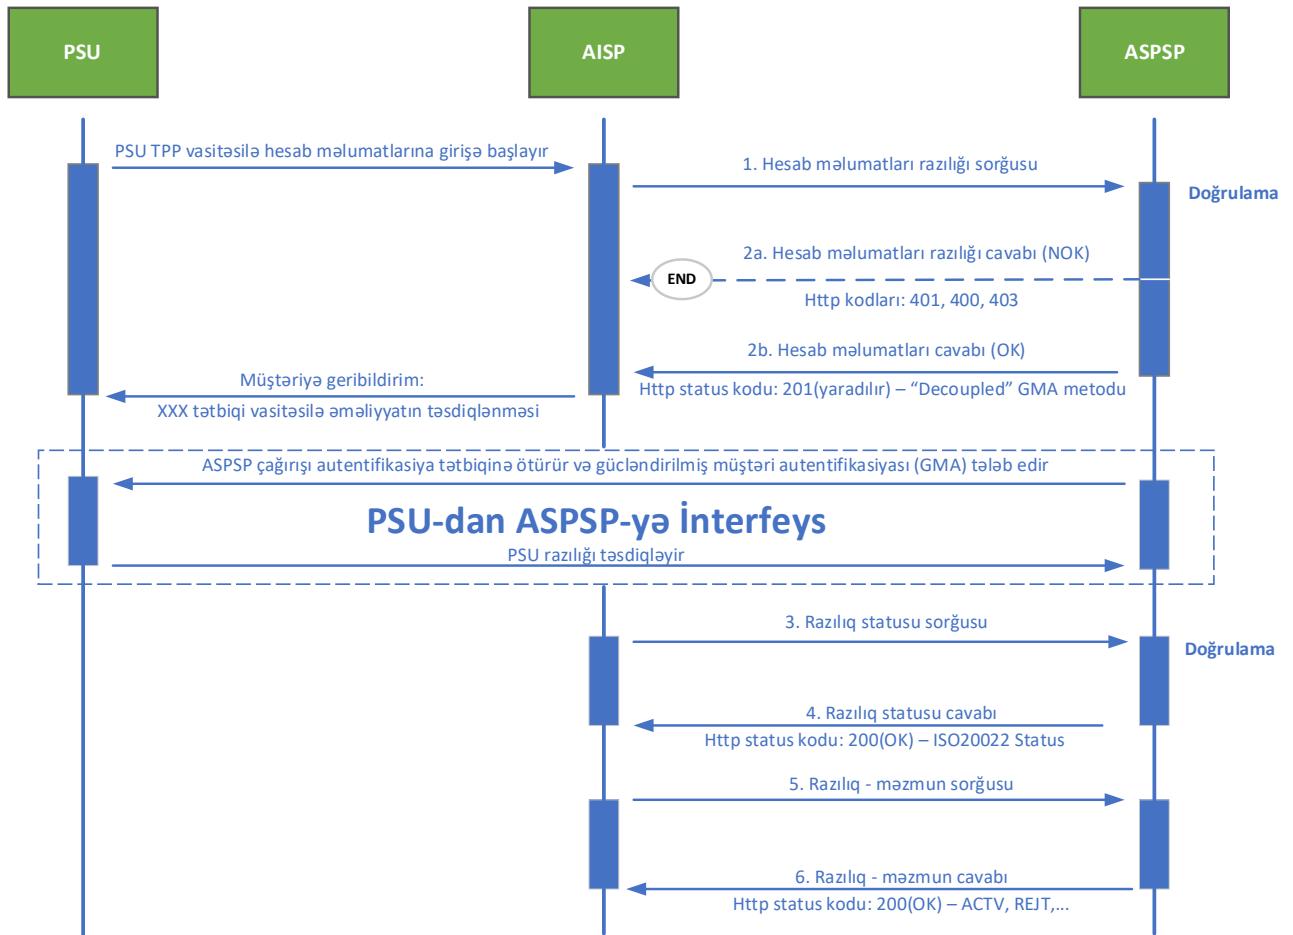 PSU
AISP
ASPSP
PSU TPP vasitəsilə hesab məlumatlarına girişə başlayır
1. Hesab məlumatları razılığı sorğusu
Doğrulama
2a. Hesab məlumatları razılığı cavabı (NOK)
END
Http kodları: 401, 400, 403
2b. Hesab məlumatları cavabı (OK)
Http status kodu: 201(yaradılır) – “Decoupled” GMA metodu
Müştəriyə geribildirim:
XXX tətbiqi vasitəsilə əməliyyatın təsdiqlənməsi
ASPSP çağırışı autentifikasiya tətbiqinə ötürür və gücləndirilmiş müştəri autentifikasiyası (GMA) tələb edir
PSU-dan ASPSP-yə İnterfeys
PSU razılığı təsdiqləyir
3. Razılıq statusu sorğusu
Doğrulama
4. Razılıq statusu cavabı
Http status kodu: 200(OK) – ISO20022 Status
5. Razılıq - məzmun sorğusu
6. Razılıq - məzmun cavabı
Http status kodu: 200(OK) – ACTV, REJT,...